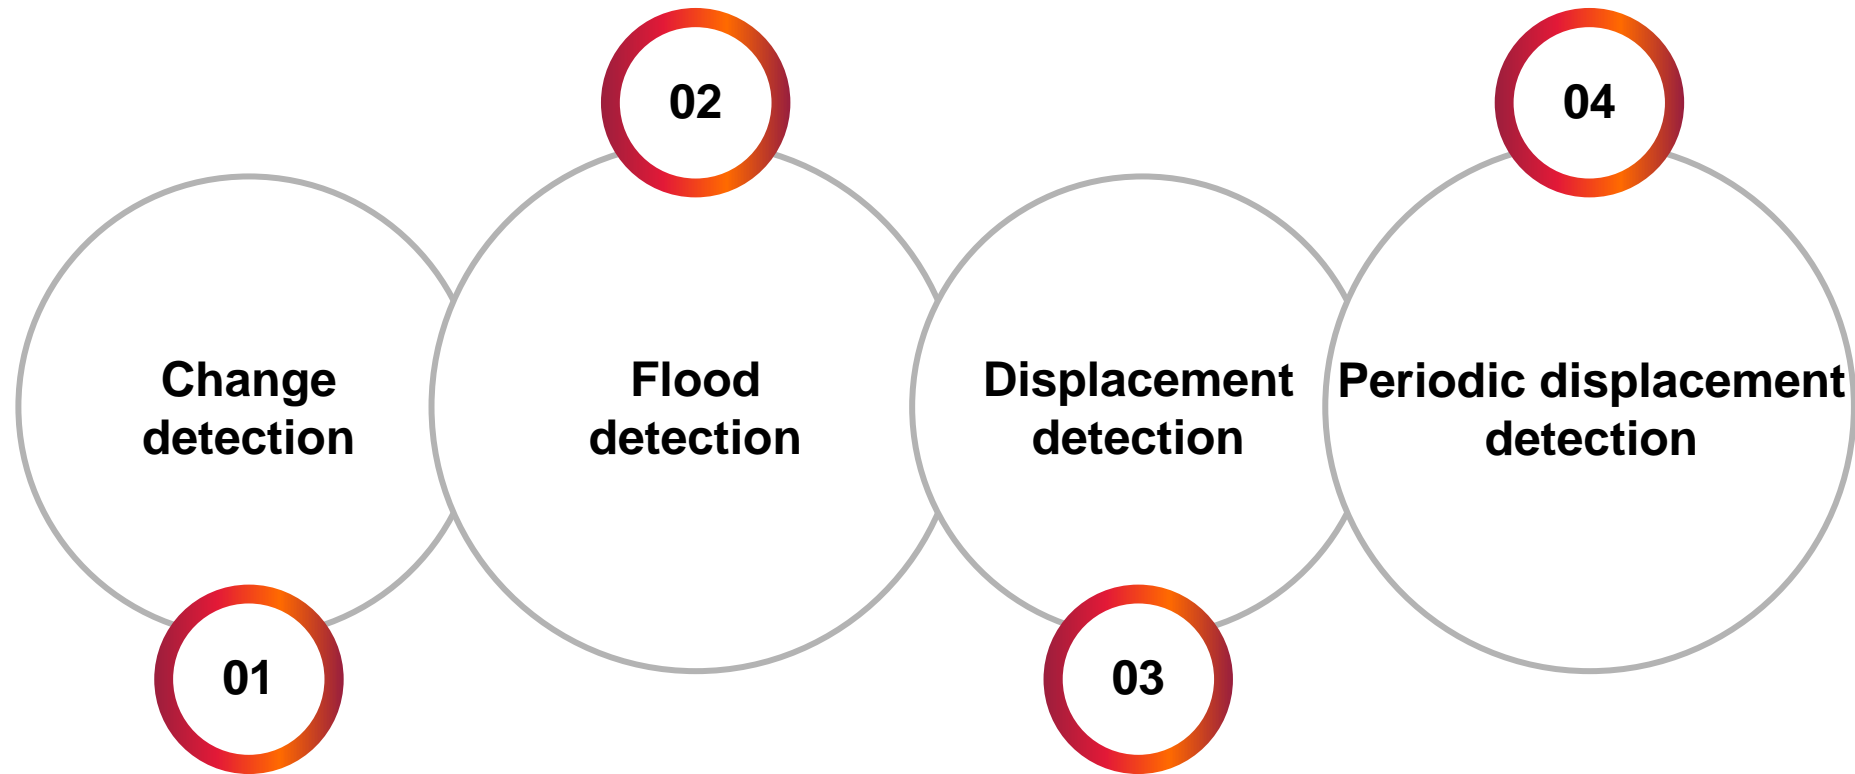 01
Change
detection
02
Flood
detection
03
Displacement
detection
04
Periodic displacement
detection